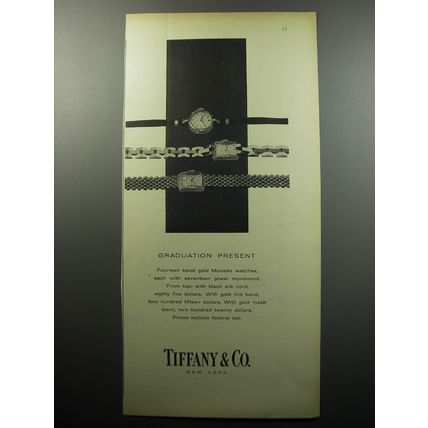 11
GRADUATION PRESENT
Fourteen karat gold Movado watches,
each with seventeen jewel movement.
From top: with black silk cord,
eighty five dollars. With gold link band,
two hundred fifteen dollars. With gold mesh
band, two hundred twenty dollars.
Prices include federal tax.
TIFFANY & CO.
NEW YORK